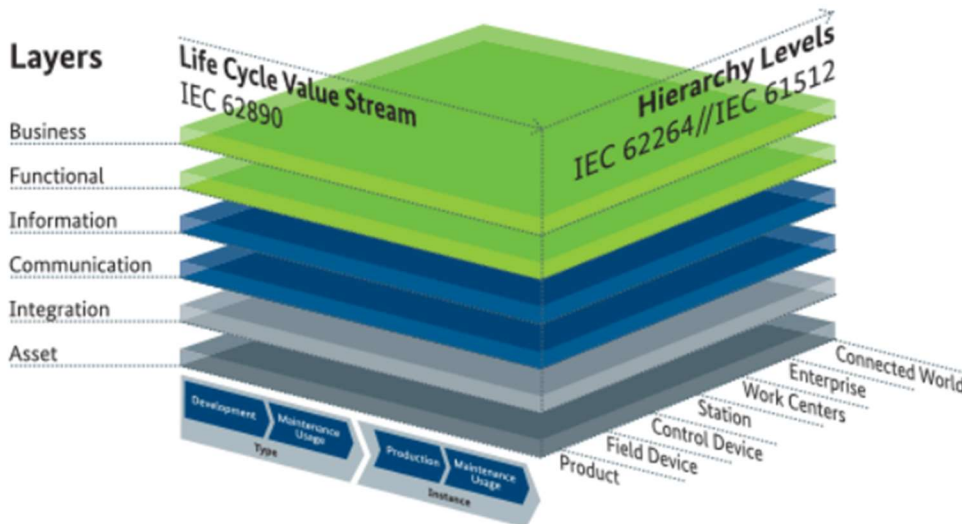 Layers
Life Cycle Value Stream
IEC 62890
Hierarchy Levels
IEC 62264//IEC 61512
Business
Functional
Information
Communication
Integration
Asset
Development
Maintenance
Usage
Type
Production
Maintenance
Usage
Instance
Product
Field Device
Control Device
Station
Work Centers
Enterprise
Connected World